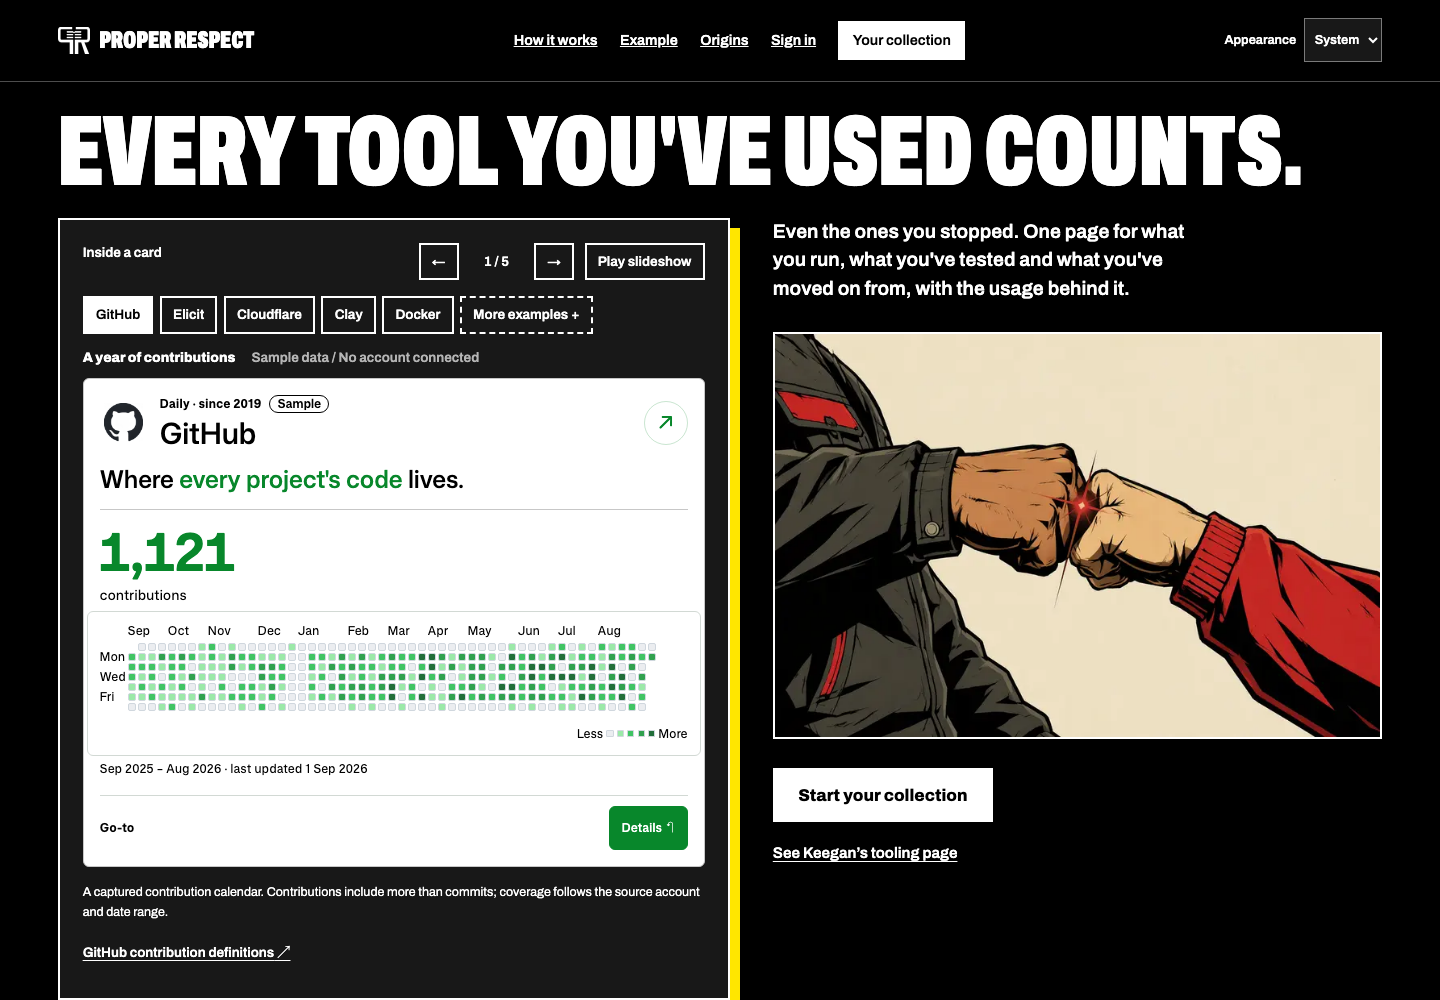 PROPER RESPECT
How it works
Example
Origins
Sign in
Your collection
Appearance
System
EVERY TOOL YOU'VE USED COUNTS.
Inside a card
←
1 / 5
→
Play slideshow
GitHub
Elicit
Cloudflare
Clay
Docker
More examples +
A year of contributions
Sample data / No account connected
Daily · since 2019
Sample
GitHub
Where every project's code lives.
1,121
contributions
Sep Oct Nov Dec Jan Feb Mar Apr May Jun Jul Aug
Mon
Wed
Fri
Less
More
Sep 2025 – Aug 2026 · last updated 1 Sep 2026
Go-to
Details
A captured contribution calendar. Contributions include more than commits; coverage follows the source account
and date range.
GitHub contribution definitions ↗
Even the ones you stopped. One page for what
you run, what you've tested and what you've
moved on from, with the usage behind it.
Start your collection
See Keegan’s tooling page